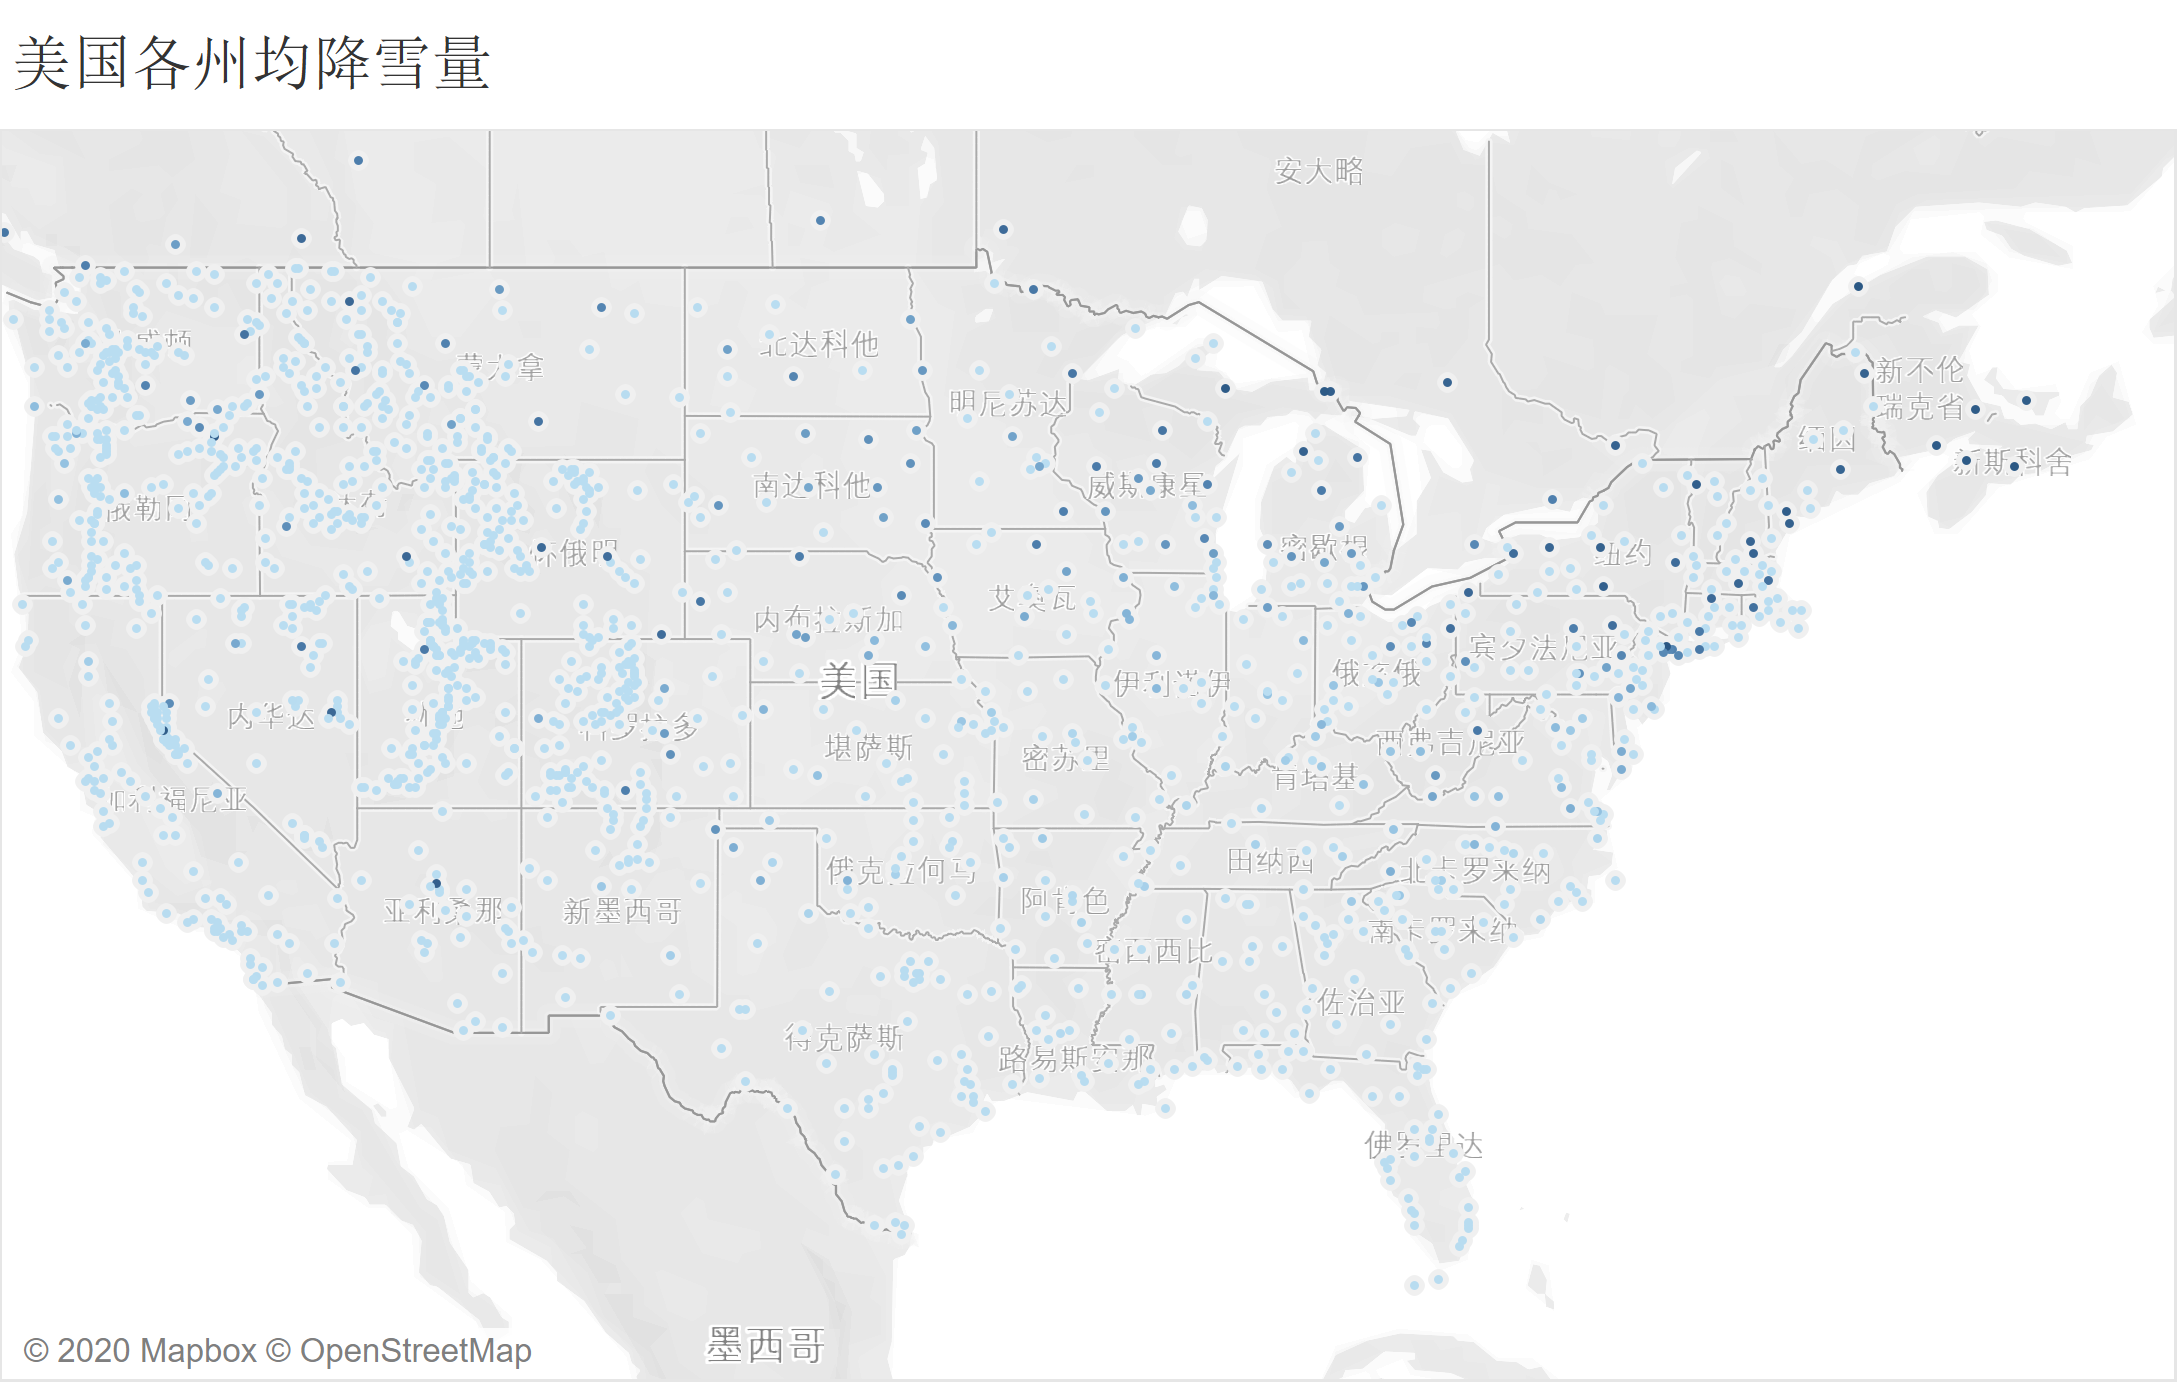 美国各州均降雪量
安大略
北达科他
明尼苏达
新不伦
瑞克省
缅因
新斯科舍
南达科他
威斯康星
俄勒冈
怀俄明
密歇根
纽约
内布拉斯加
艾奥瓦
宾夕法尼亚
美国
伊利诺伊
俄亥俄
内华达
科罗拉多
堪萨斯
密苏里
西弗吉尼亚
肯塔基
加利福尼亚
俄克拉何马
田纳西
北卡罗来纳
亚利桑那
新墨西哥
阿肯色
南卡罗来纳
密西西比
佐治亚
得克萨斯
路易斯安那
佛罗里达
墨西哥
© 2020 Mapbox © OpenStreetMap